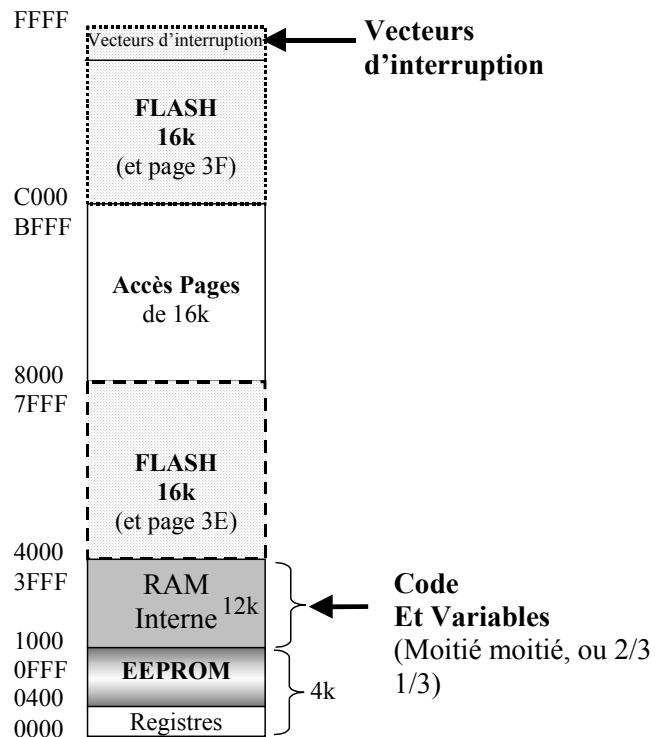 FFFF
Vecteurs d'interruption
Vecteurs
d'interruption
FLASH
16k
(et page 3F)
C000
BFFF
Accès Pages
de 16k
8000
7FFF
FLASH
16k
(et page 3E)
4000
3FFF
RAM
Interne 12k
Code
Et Variables
(Moitié moitié, ou 2/3
1/3)
1000
0FFF
EEPROM
0400
4k
Registres
0000